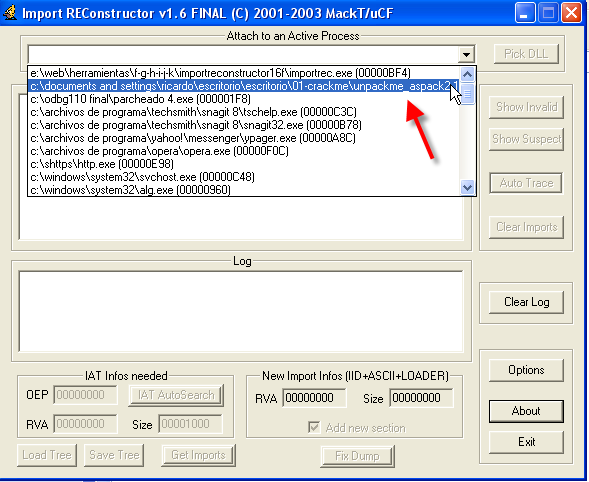 Import REConstructor v1.6 FINAL (C) 2001-2003 MackT/uCF
Attach to an Active Process
Pick DLL
e:\web\herramientas\f-g-h-i-j-k\importreconstructor16f\importrec.exe (00000BF4)
c:\documents and settings\ricardo\escritorio\escritorio\01-crackme\unpackme_aspack2.1
c:\odbg110 final\parcheado 4.exe (000001F8)
c:\archivos de programa\techsmith\snagit 8\tschelp.exe (00000C3C)
c:\archivos de programa\techsmith\snagit 8\snagit32.exe (00000B78)
c:\archivos de programa\yahoo!\messenger\ypager.exe (00000A8C)
c:\archivos de programa\opera\opera.exe (00000F0C)
c:\shttps\http.exe (00000E98)
c:\windows\system32\svchost.exe (00000C48)
c:\windows\system32\alg.exe (00000960)
Show Invalid
Show Suspect
Auto Trace
Clear Imports
Log
Clear Log
IAT Infos needed
OEP 00000000 IAT AutoSearch
RVA 00000000 Size 00001000
New Import Infos (IID+ASCII+LOADER)
RVA 00000000 Size 00000000
Add new section
Options
About
Exit
Load Tree Save Tree Get Imports Fix Dump